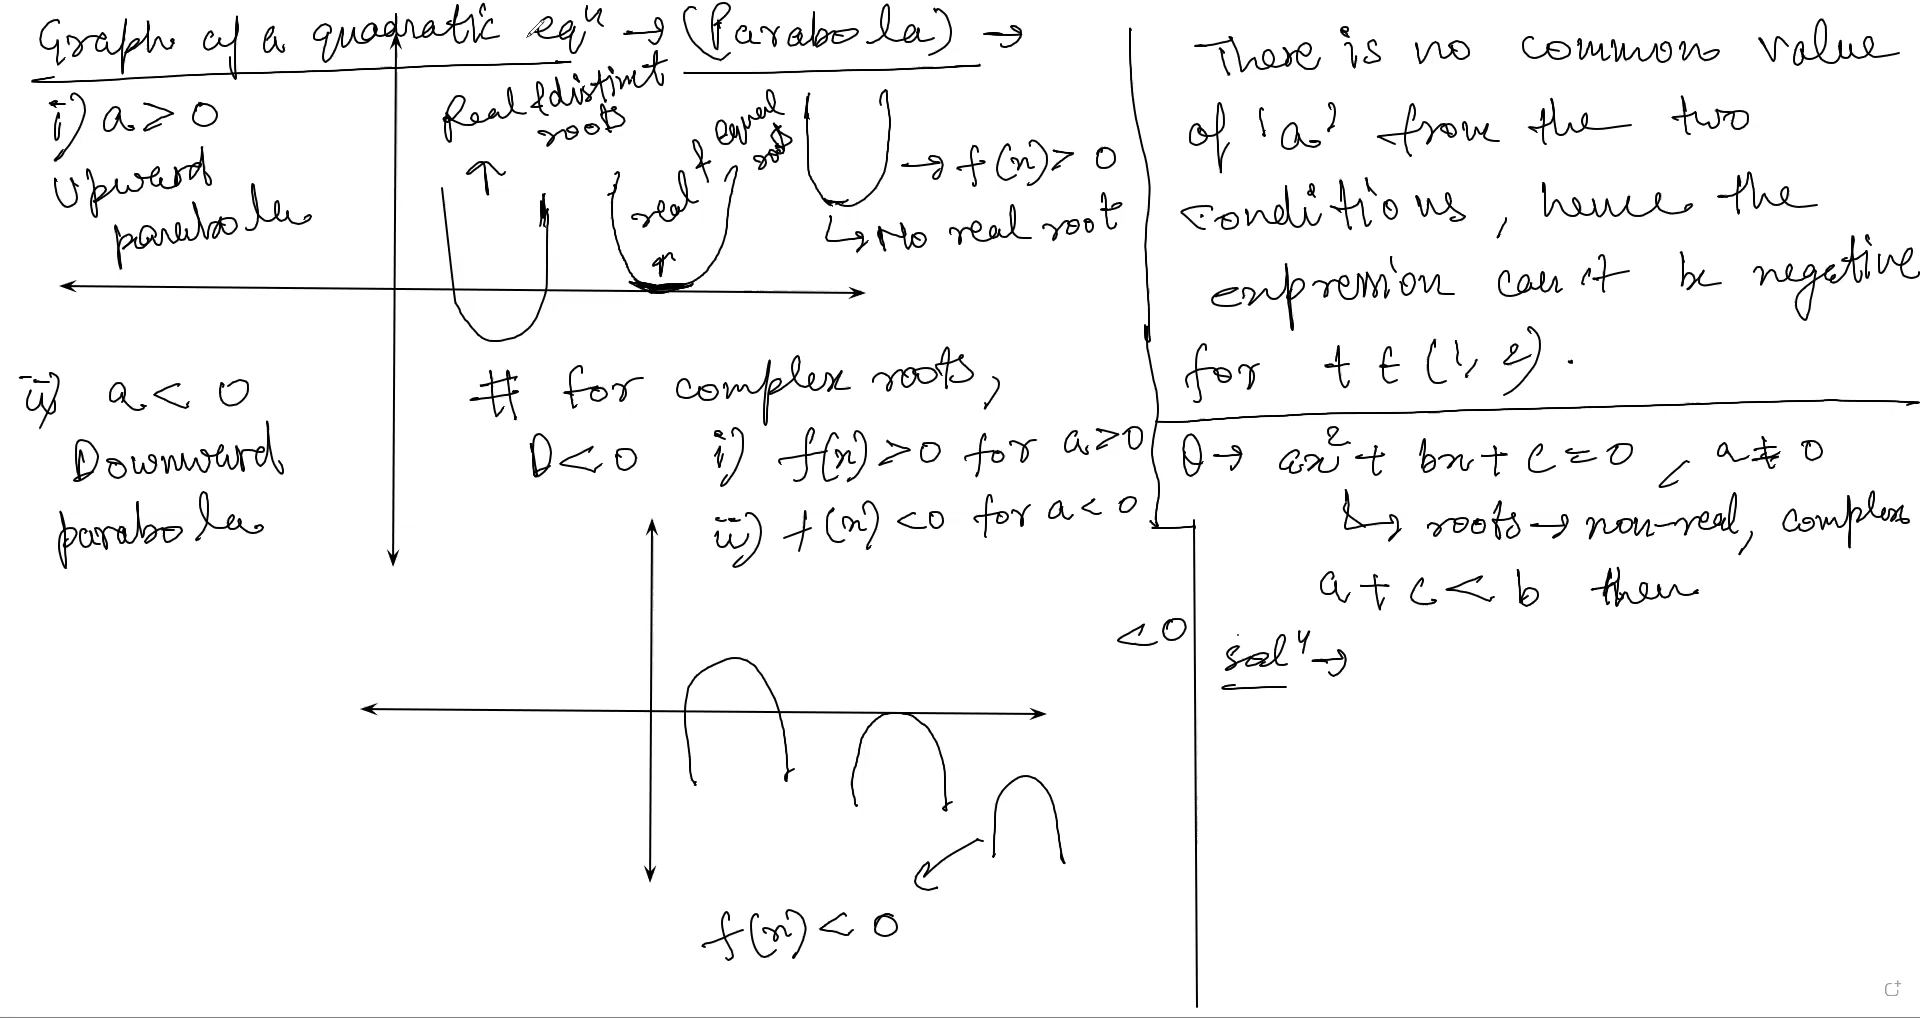 Graph of a quadratic eqⁿ → (Parabola) →
i) a > 0
Upward
parabola
Real & distinct
roots
↑
real & equal
roots
→ f(x) > 0
↳ No real root
ii) a < 0
Downward
parabola
# for complex roots,
D < 0 i) f(x) > 0 for a > 0
ii) f(x) < 0 for a < 0
f(x) < 0
< 0
There is no common value
of 'a' from the two
conditions, hence the
expression can't be negative
for t ∈ (1, 2).
Q → ax² + bx + c = 0, a ≠ 0
↳ roots → non-real, complex
a + c < b then
solⁿ →